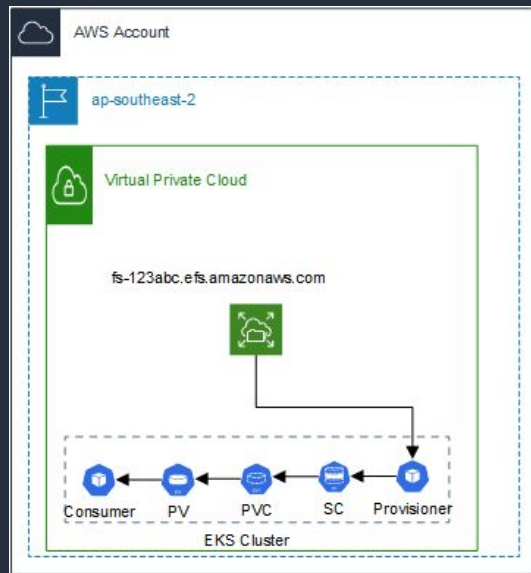 AWS Account
ap-southeast-2
Virtual Private Cloud
fs-123abc.efs.amazonaws.com
Consumer PV PVC SC Provisioner
EKS Cluster